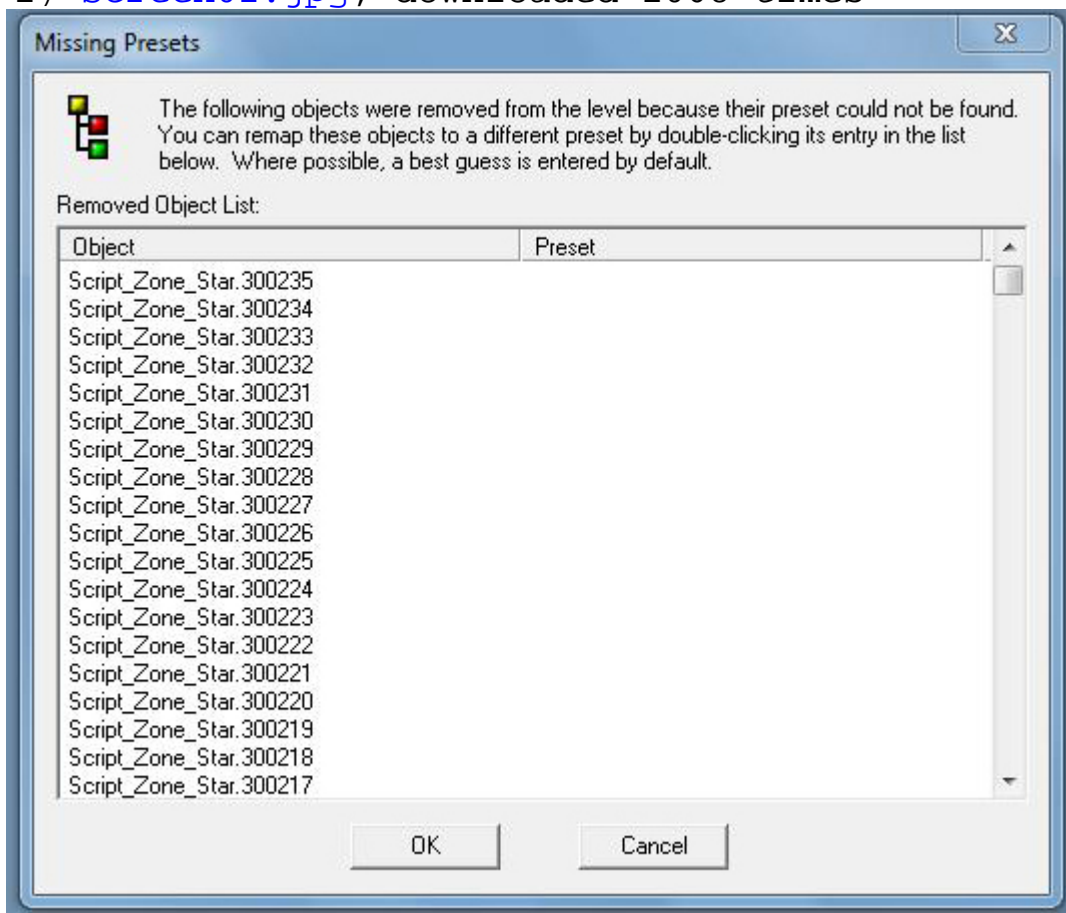 Missing Presets
The following objects were removed from the level because their preset could not be found.
You can remap these objects to a different preset by double-clicking its entry in the list
below. Where possible, a best guess is entered by default.
Removed Object List:
Object Preset
Script_Zone_Star.300235
Script_Zone_Star.300234
Script_Zone_Star.300233
Script_Zone_Star.300232
Script_Zone_Star.300231
Script_Zone_Star.300230
Script_Zone_Star.300229
Script_Zone_Star.300228
Script_Zone_Star.300227
Script_Zone_Star.300226
Script_Zone_Star.300225
Script_Zone_Star.300224
Script_Zone_Star.300223
Script_Zone_Star.300222
Script_Zone_Star.300221
Script_Zone_Star.300220
Script_Zone_Star.300219
Script_Zone_Star.300218
Script_Zone_Star.300217
OK Cancel